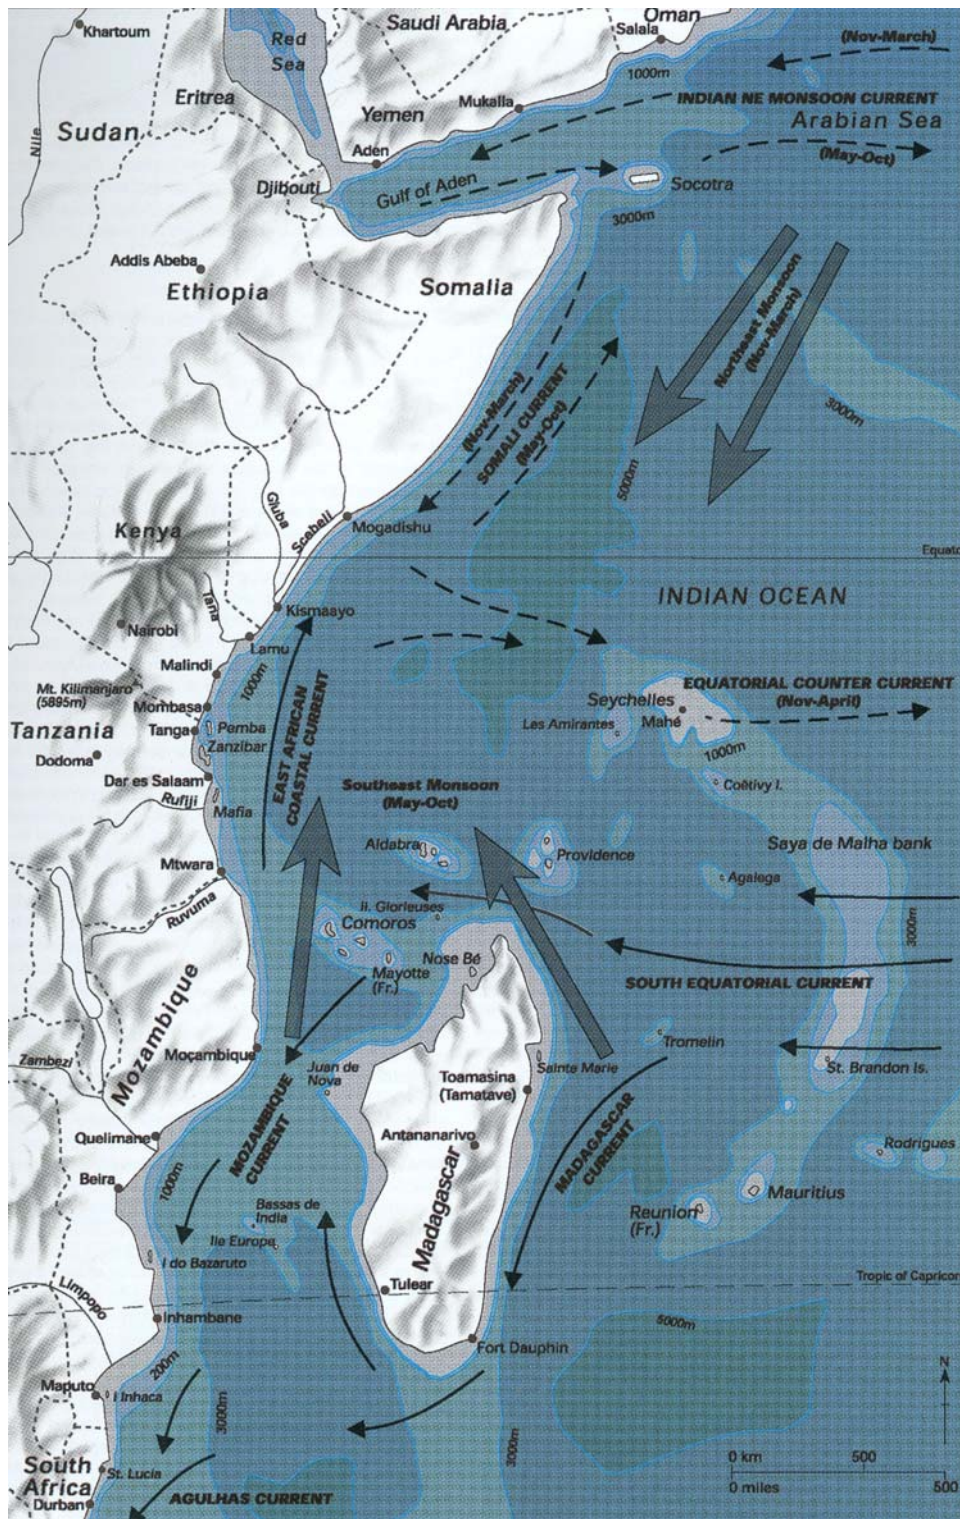 Khartoum
Red
Sea
Saudi Arabia
Oman
Salala
(Nov-March)
1000m
Eritrea
Yemen
Mukalla
INDIAN NE MONSOON CURRENT
Arabian Sea
Sudan
Nile
Aden
(May-Oct)
Djibouti
Gulf of Aden
Socotra
3000m
Addis Abeba
Ethiopia
Somalia
Northeast Monsoon
(Nov-March)
3000m
(Nov-March)
SOMALI CURRENT
(May-Oct)
5000m
Giuba
Scabeli
Mogadishu
Kenya
Equato
INDIAN OCEAN
Tana
Kismaayo
Nairobi
Lamu
Malindi
1000m
Mt. Kilimanjaro
(5895m)
Mombasa
Seychelles
Mahé
EQUATORIAL COUNTER CURRENT
(Nov-April)
Les Amirantes
Tanzania
Tanga
Pemba
Zanzibar
1000m
Dodoma
Dar es Salaam
EAST AFRICAN
COASTAL CURRENT
Southeast Monsoon
(May-Oct)
Coëtivy I.
Rufiji
Mafia
Aldabra
Providence
Saya de Malha bank
Mtwara
Agalega
Ruvuma
Ii. Glorieuses
Comoros
3000m
Nose Bé
Mayotte
(Fr.)
SOUTH EQUATORIAL CURRENT
Mozambique
Moçambique
Zambezi
Juan de
Nova
Tromelin
Sainte Marie
St. Brandon Is.
Toamasina
(Tamatave)
Quelimane
MOZAMBIQUE
CURRENT
Antananarivo
MADAGASCAR
CURRENT
Rodrigues
Beira
1000m
Bassas de
India
Madagascar
Mauritius
Reunion
(Fr.)
Ile Europa
I do Bazaruto
Tulear
Tropic of Capricorn
Limpopo
Inhambane
5000m
200m
Fort Dauphin
Maputo
I Inhaca
3000m
3000m
N
South
Africa
St. Lucia
0 km 500
0 miles 500
Durban
AGULHAS CURRENT